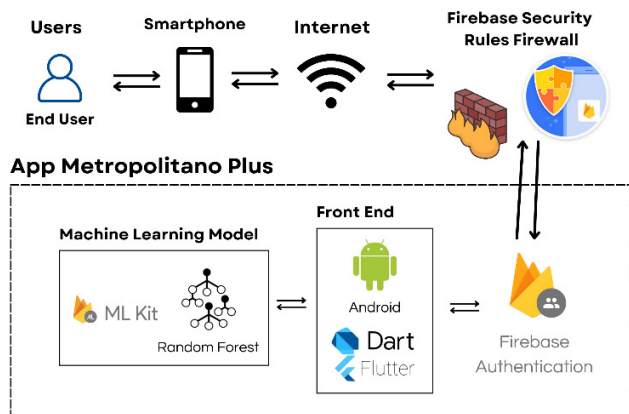 Users
Smartphone
Internet
Firebase Security
Rules Firewall
End User
App Metropolitano Plus
Machine Learning Model
Front End
ML Kit
Random Forest
Android
Dart
Flutter
Firebase
Authentication